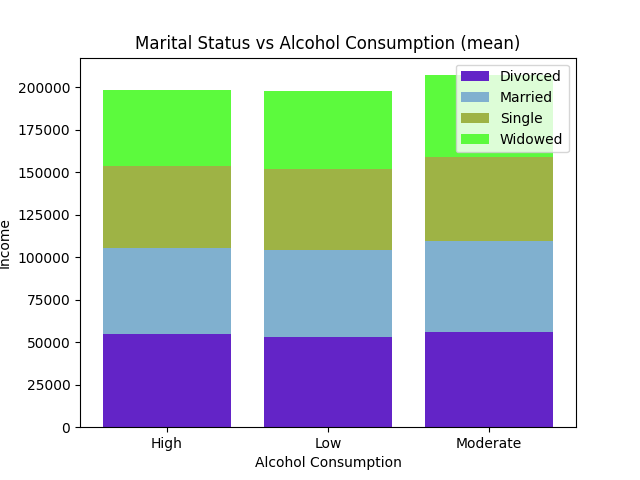 Marital Status vs Alcohol Consumption (mean)
Divorced
Married
Single
Widowed
200000
175000
150000
125000
100000
75000
50000
25000
0
Income
High
Low
Moderate
Alcohol Consumption